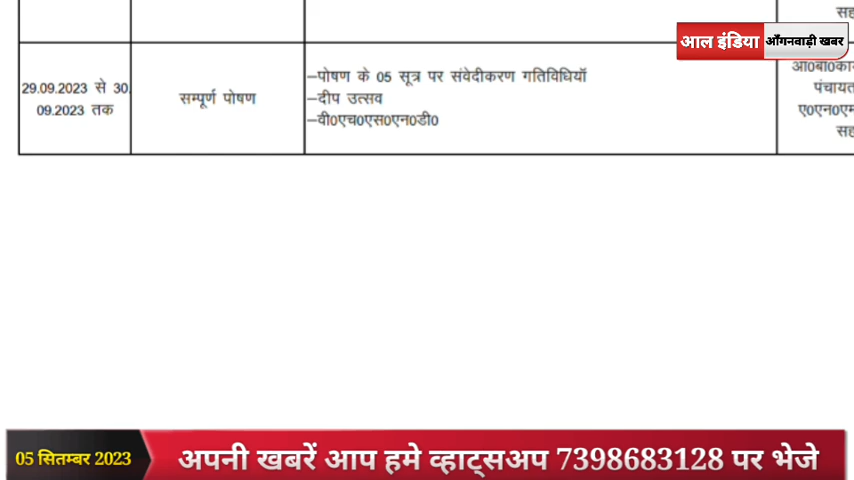 आल इंडिया आँगनवाड़ी खबर
29.09.2023 से 30.
09.2023 तक
सम्पूर्ण पोषण
–पोषण के 05 सूत्र पर संवेदीकरण गतिविधियॉ
–दीप उत्सव
–वी0एच0एस0एन0डी0
पंचायत
05 सितम्बर 2023
अपनी खबरें आप हमे व्हाट्सअप 7398683128 पर भेजे